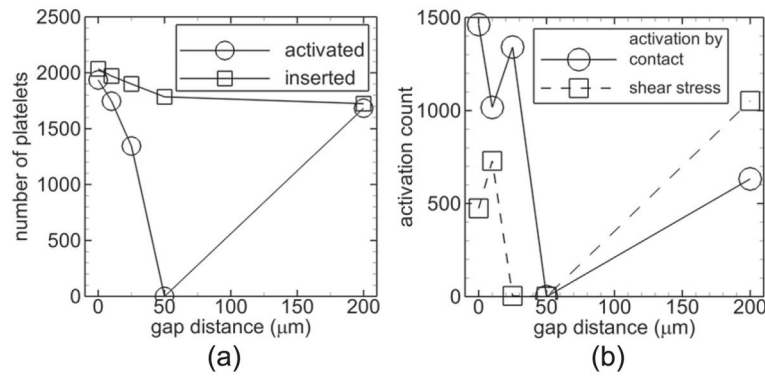 2500
2000
1500
1000
500
0
number of platelets
activated
inserted
0 50 100 150 200
gap distance (μm)
(a)
1500
1000
500
0
activation count
activation by
contact
shear stress
0 50 100 150 200
gap distance (μm)
(b)